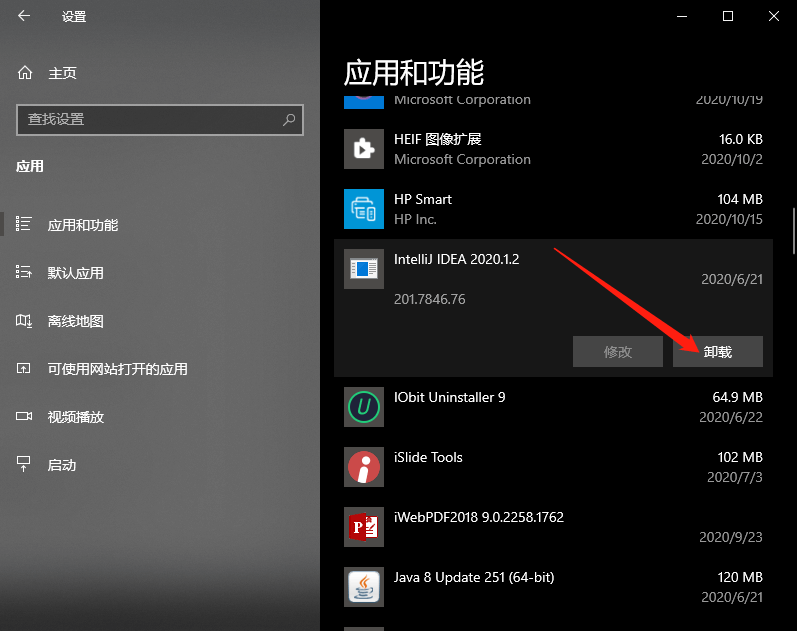 设置
主页
查找设置
应用
应用和功能
默认应用
离线地图
可使用网站打开的应用
视频播放
启动
应用和功能
Microsoft Corporation 2020/10/19
HEIF 图像扩展 16.0 KB
Microsoft Corporation 2020/10/2
HP Smart 104 MB
HP Inc. 2020/10/15
IntelliJ IDEA 2020.1.2
2020/6/21
201.7846.76
修改 卸载
IObit Uninstaller 9 64.9 MB
2020/6/22
iSlide Tools 102 MB
2020/7/3
iWebPDF2018 9.0.2258.1762
2020/9/23
Java 8 Update 251 (64-bit) 120 MB
2020/6/21